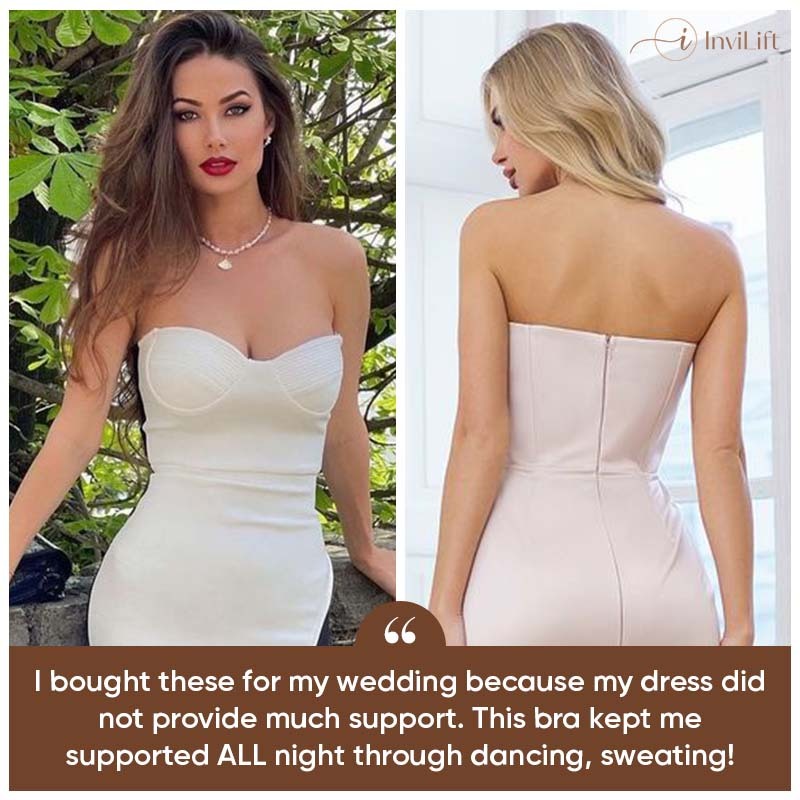 i InviLift
“
I bought these for my wedding because my dress did
not provide much support. This bra kept me
supported ALL night through dancing, sweating!